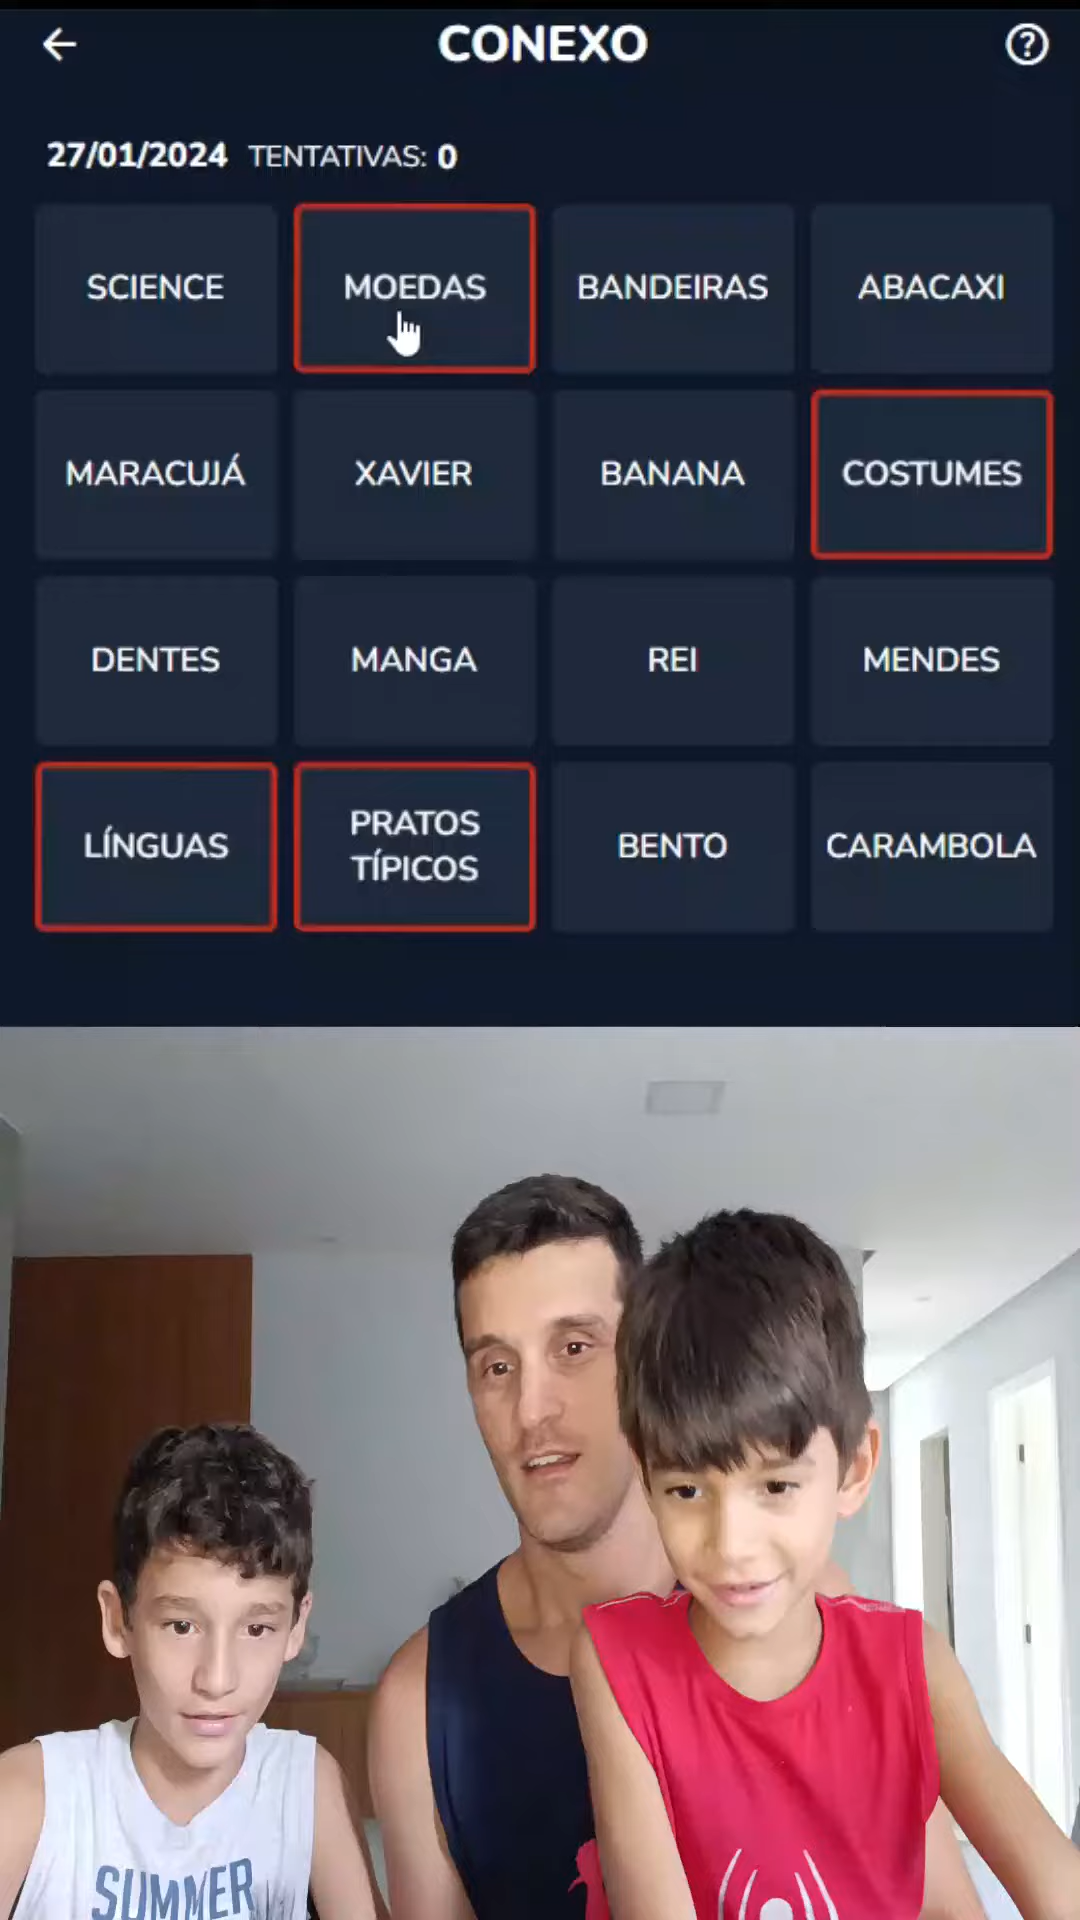 CONEXO
27/01/2024 TENTATIVAS: 0
SCIENCE MOEDAS BANDEIRAS ABACAXI
MARACUJÁ XAVIER BANANA COSTUMES
DENTES MANGA REI MENDES
LÍNGUAS PRATOS TÍPICOS BENTO CARAMBOLA
SUMMER